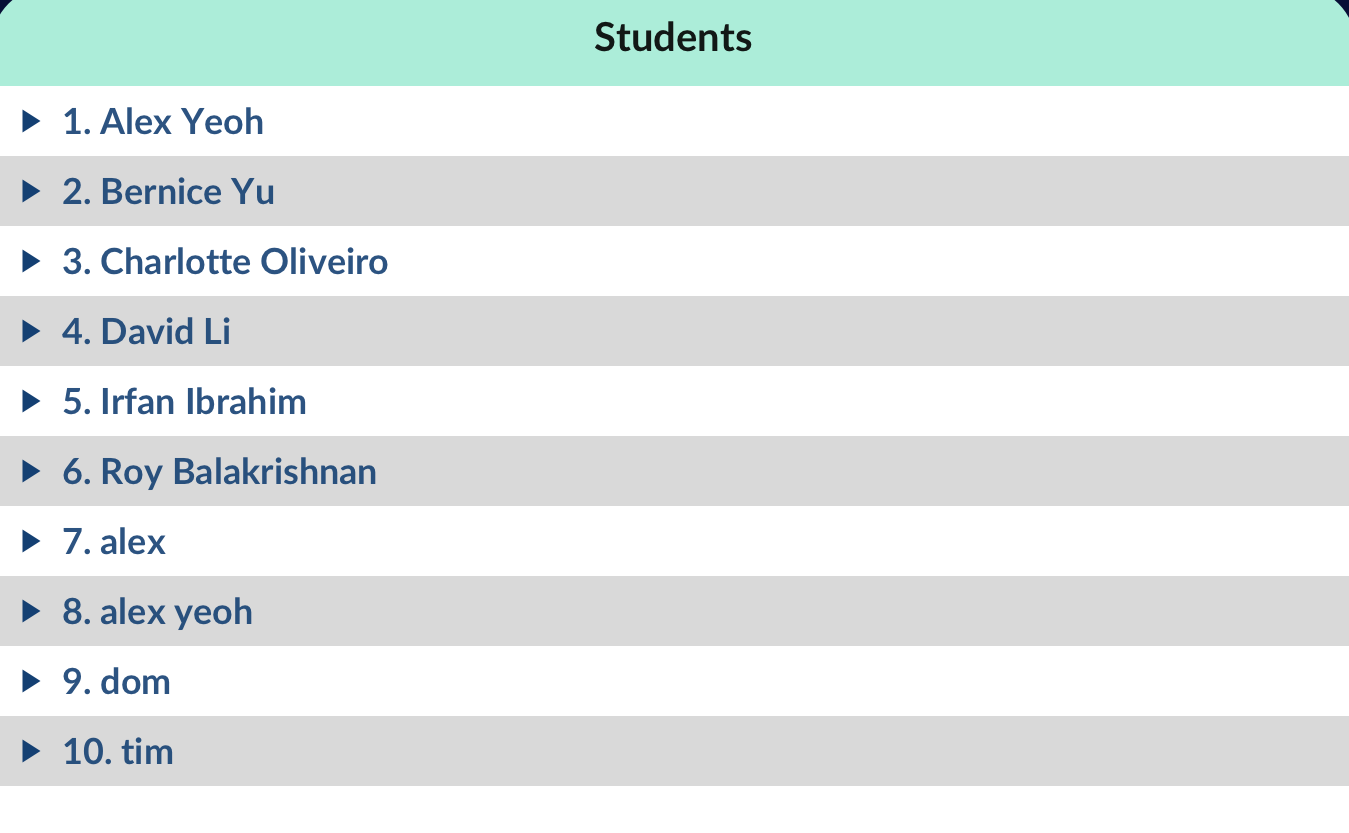 Students
1. Alex Yeoh
2. Bernice Yu
3. Charlotte Oliveiro
4. David Li
5. Irfan Ibrahim
6. Roy Balakrishnan
7. alex
8. alex yeoh
9. dom
10. tim